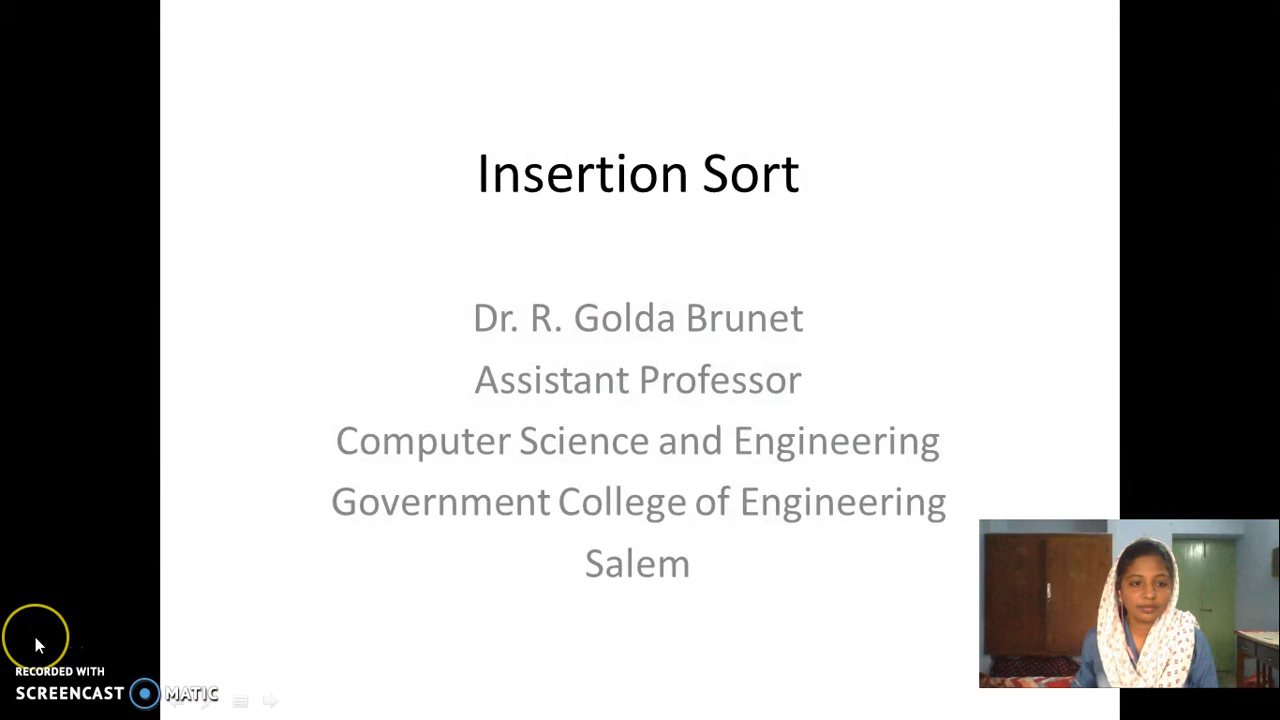 Insertion Sort
Dr. R. Golda Brunet
Assistant Professor
Computer Science and Engineering
Government College of Engineering
Salem
RECORDED WITH
SCREENCAST MATIC